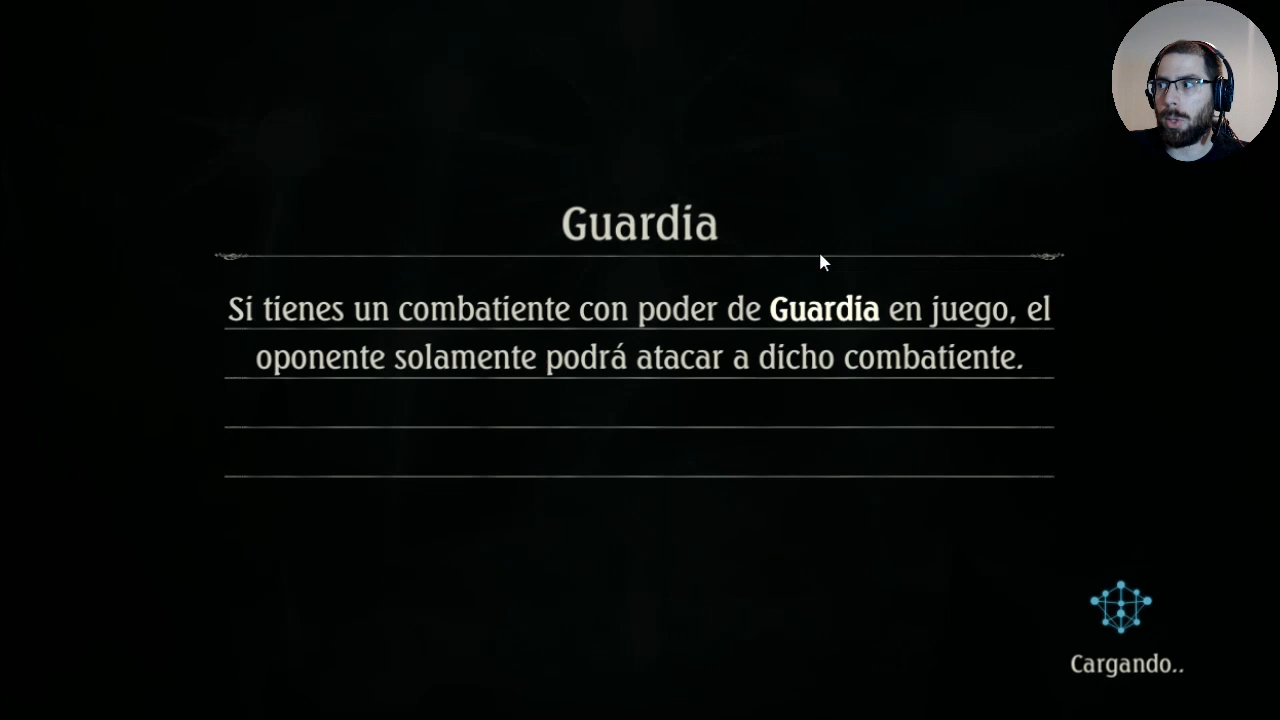 Guardia
Si tienes un combatiente con poder de Guardia en juego, el
oponente solamente podrá atacar a dicho combatiente.
Cargando..